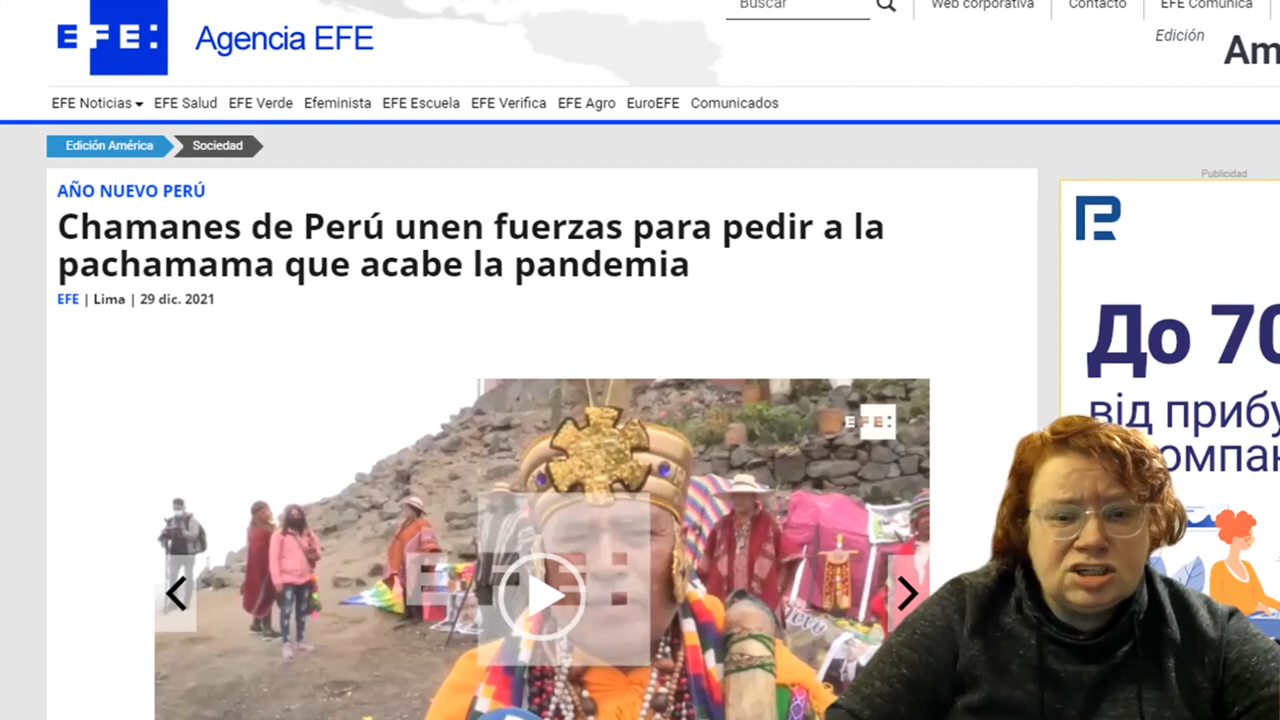 Buscar
Web corporativa
Contacto
EFE Comunica
EFE:
Agencia EFE
Edición
Am
EFE Noticias
EFE Salud
EFE Verde
Efeminista
EFE Escuela
EFE Verifica
EFE Agro
EuroEFE
Comunicados
Edición América
Sociedad
Publicidad
AÑO NUEVO PERÚ
Chamanes de Perú unen fuerzas para pedir a la
pachamama que acabe la pandemia
EFE | Lima | 29 dic. 2021
До 70
від прибу
омпан
EFE:
EFE: